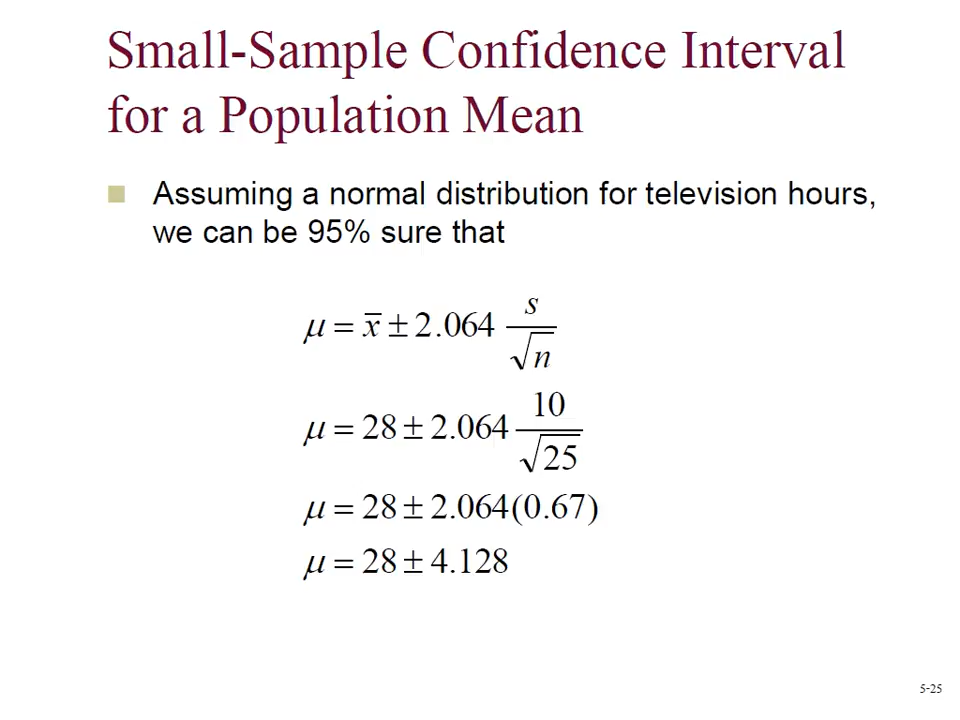 Small-Sample Confidence Interval
for a Population Mean
Assuming a normal distribution for television hours,
we can be 95% sure that
μ = x̄ ± 2.064 s/√n
μ = 28 ± 2.064 10/√25
μ = 28 ± 2.064(0.67)
μ = 28 ± 4.128
5-25